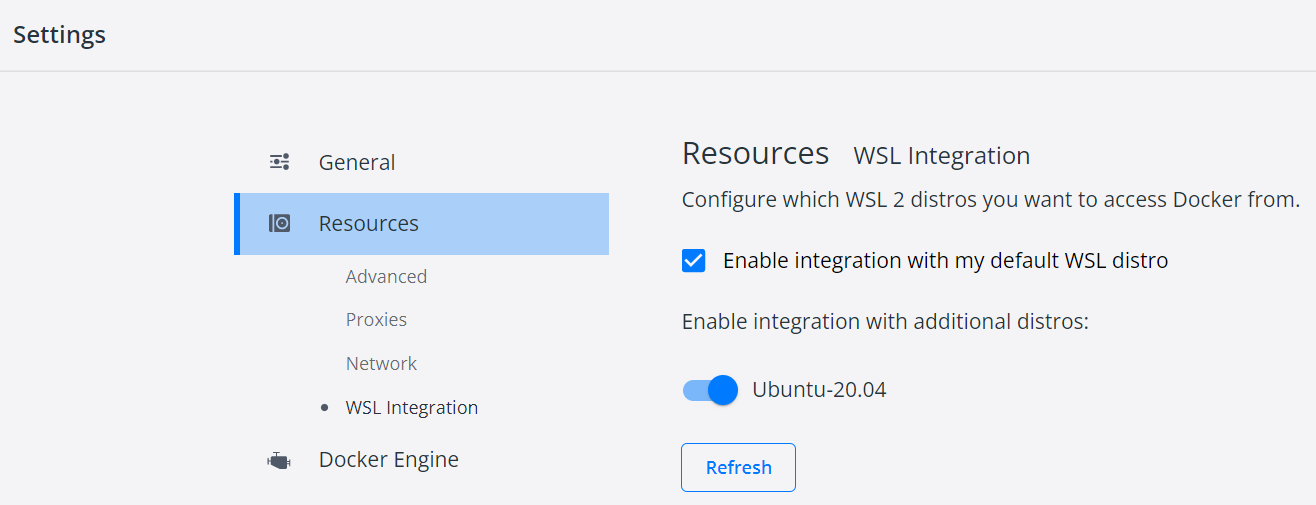 Settings
General
Resources
Advanced
Proxies
Network
WSL Integration
Docker Engine
Resources WSL Integration
Configure which WSL 2 distros you want to access Docker from.
Enable integration with my default WSL distro
Enable integration with additional distros:
Ubuntu-20.04
Refresh